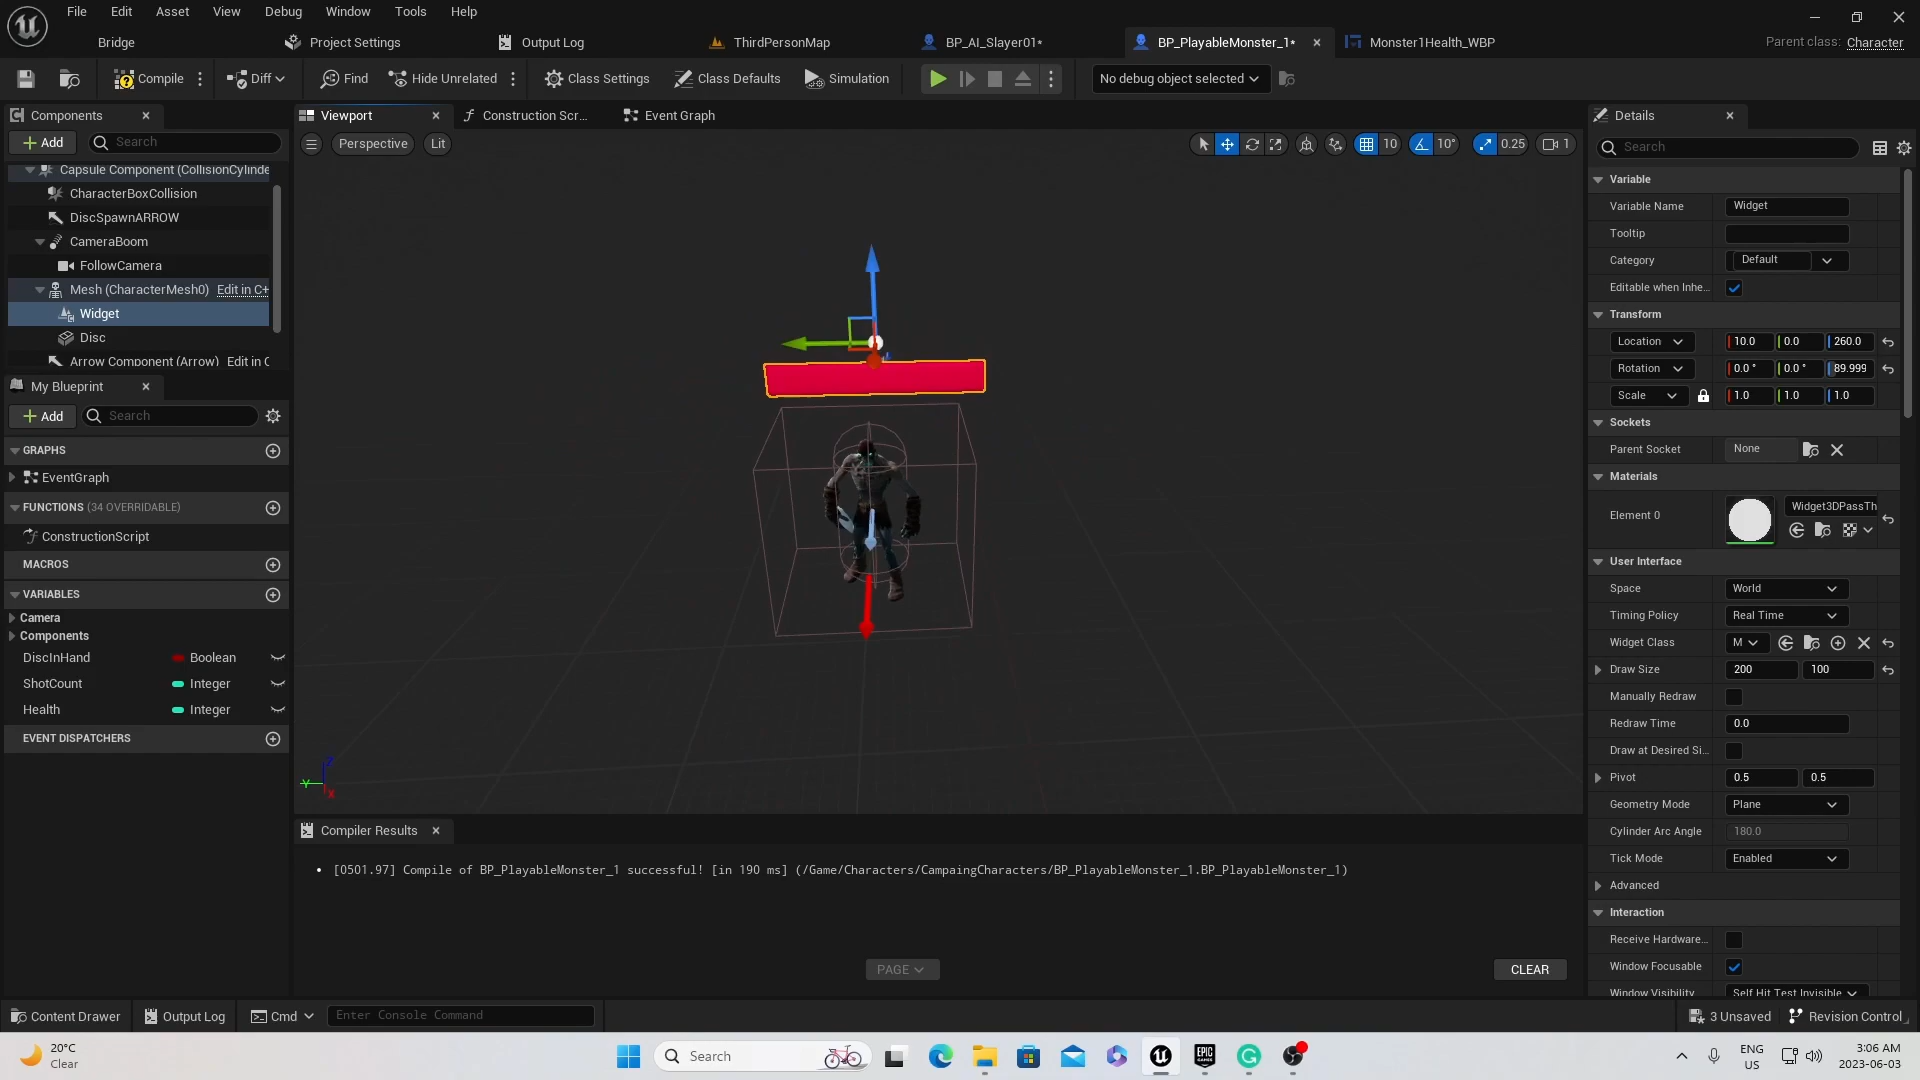 File Edit Asset View Debug Window Tools Help
Bridge Project Settings Output Log ThirdPersonMap BP_AI_Slayer01* BP_PlayableMonster_1* Monster1Health_WBP Parent class: Character
Compile Diff Find Hide Unrelated Class Settings Class Defaults Simulation No debug object selected
Components
Add Search
Capsule Component (CollisionCylinde
CharacterBoxCollision
DiscSpawnARROW
CameraBoom
FollowCamera
Mesh (CharacterMesh0) Edit in C+
Widget
Disc
Arrow Component (Arrow) Edit in C
My Blueprint
Add Search
GRAPHS
EventGraph
FUNCTIONS (34 OVERRIDABLE)
ConstructionScript
MACROS
VARIABLES
Camera
Components
DiscInHand Boolean
ShotCount Integer
Health Integer
EVENT DISPATCHERS
Viewport Construction Scr... Event Graph
Perspective Lit 10 10° 0.25 1
Z
Y
X
Compiler Results
[0501.97] Compile of BP_PlayableMonster_1 successful! [in 190 ms] (/Game/Characters/CampaingCharacters/BP_PlayableMonster_1.BP_PlayableMonster_1)
PAGE CLEAR
Details
Search
Variable
Variable Name Widget
Tooltip
Category Default
Editable when Inhe...
Transform
Location 10.0 0.0 260.0
Rotation 0.0 ° 0.0 ° 89.999
Scale 1.0 1.0 1.0
Sockets
Parent Socket None
Materials
Element 0 Widget3DPassTh
User Interface
Space World
Timing Policy Real Time
Widget Class M
Draw Size 200 100
Manually Redraw
Redraw Time 0.0
Draw at Desired Si...
Pivot 0.5 0.5
Geometry Mode Plane
Cylinder Arc Angle 180.0
Tick Mode Enabled
Advanced
Interaction
Receive Hardware...
Window Focusable
Window Visibility Self Hit Test Invisible
Content Drawer Output Log Cmd Enter Console Command 3 Unsaved Revision Control
20°C
Clear
Search
EPIC GAMES
ENG
US
3:06 AM
2023-06-03